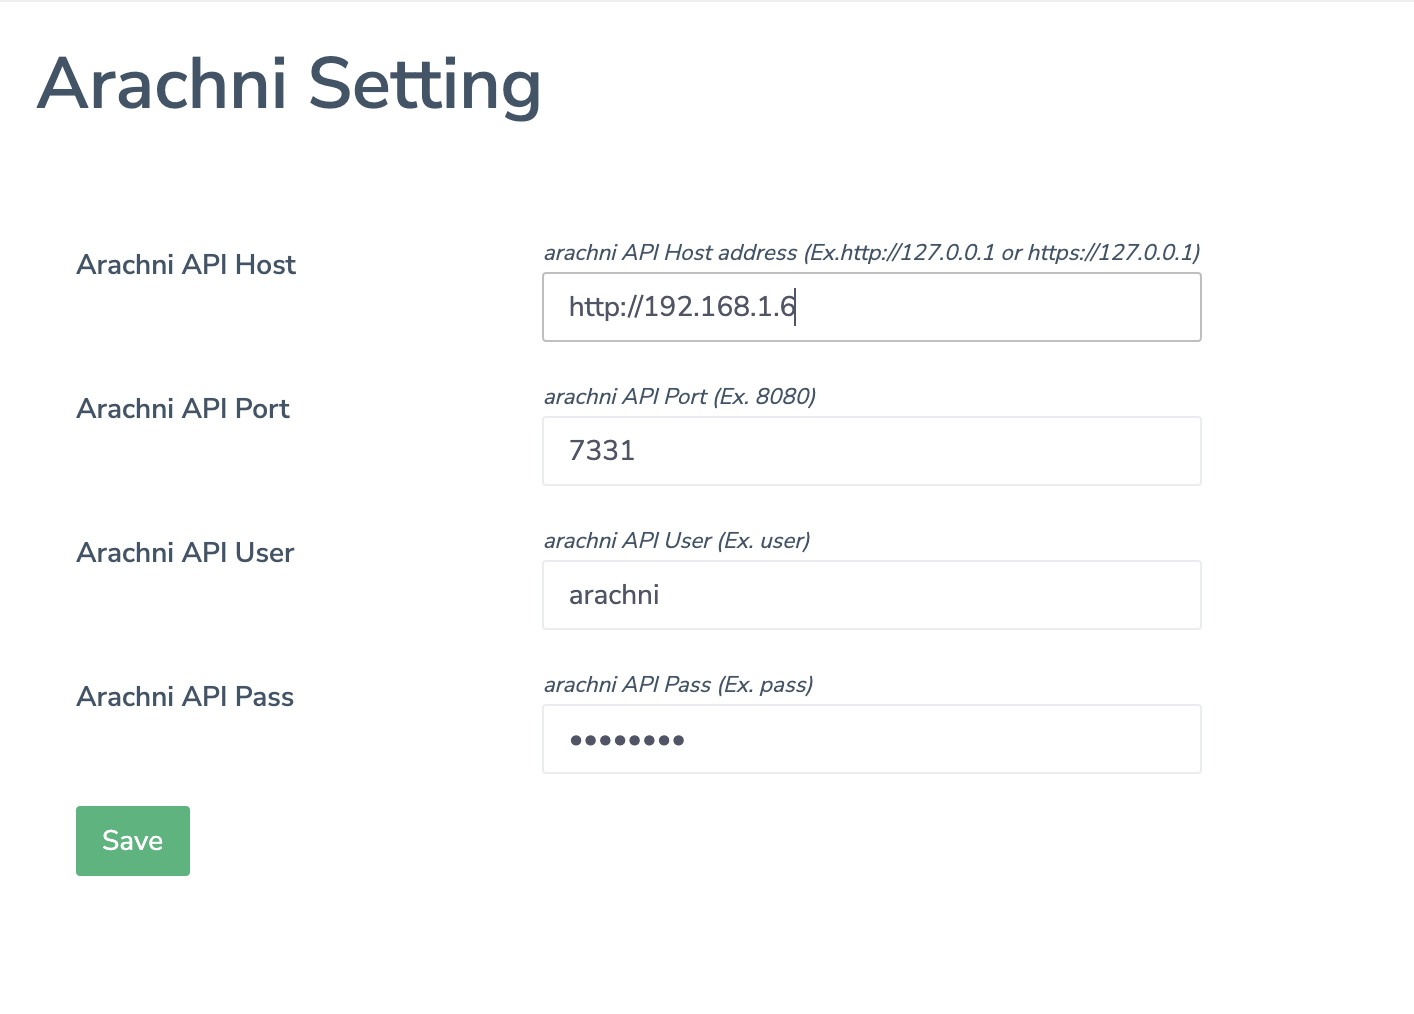 Arachni Setting
Arachni API Host
arachni API Host address (Ex.http://127.0.0.1 or https://127.0.0.1)
http://192.168.1.6
Arachni API Port
arachni API Port (Ex. 8080)
7331
Arachni API User
arachni API User (Ex. user)
arachni
Arachni API Pass
arachni API Pass (Ex. pass)
••••••••
Save